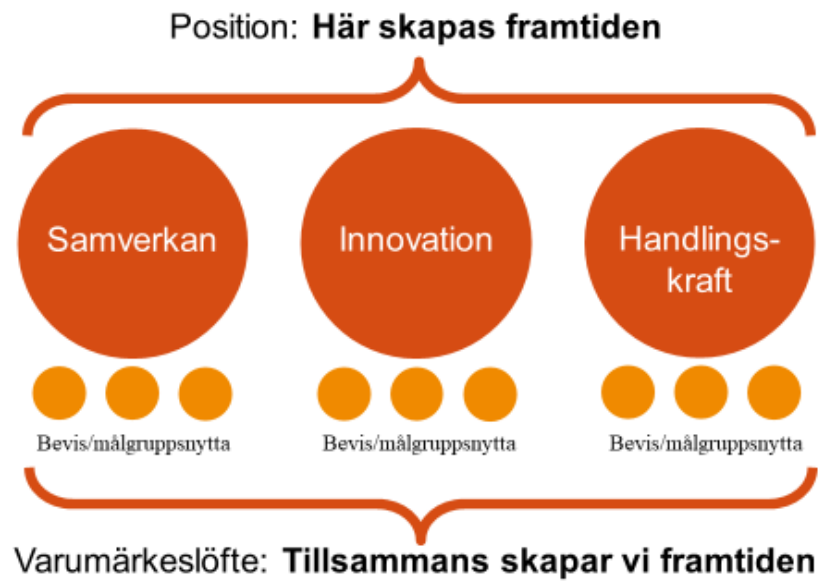 Position: Här skapas framtiden
Samverkan
Innovation
Handlings-
kraft
Bevis/målgruppsnytta
Bevis/målgruppsnytta
Bevis/målgruppsnytta
Varumärkeslöfte: Tillsammans skapar vi framtiden